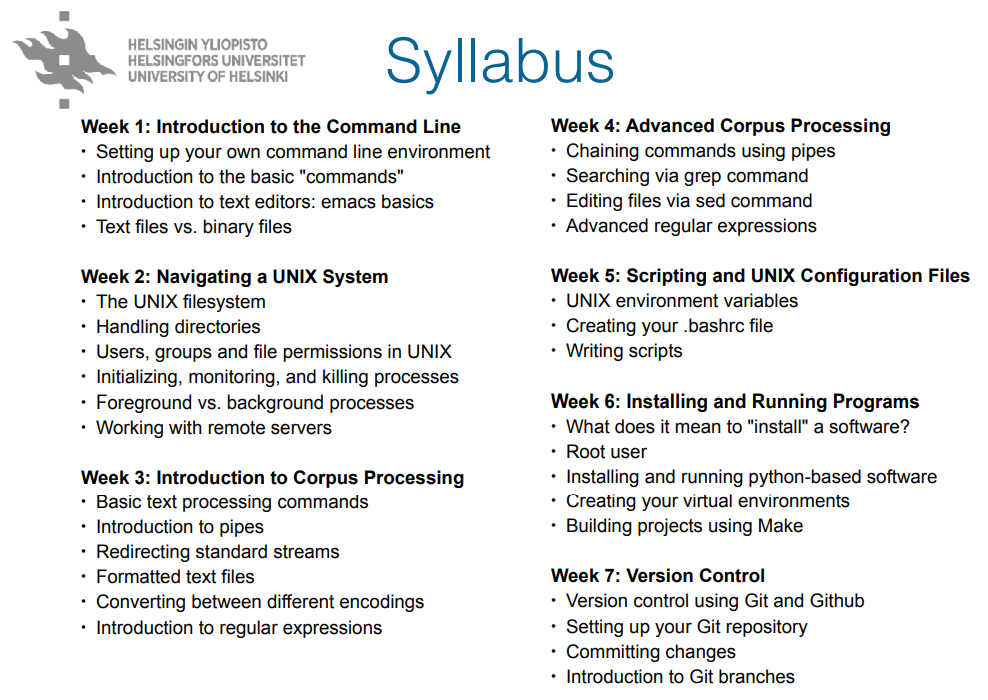 HELSINGIN YLIOPISTO
HELSINGFORS UNIVERSITET
UNIVERSITY OF HELSINKI
Syllabus
Week 1: Introduction to the Command Line
• Setting up your own command line environment
• Introduction to the basic "commands"
• Introduction to text editors: emacs basics
• Text files vs. binary files
Week 2: Navigating a UNIX System
• The UNIX filesystem
• Handling directories
• Users, groups and file permissions in UNIX
• Initializing, monitoring, and killing processes
• Foreground vs. background processes
• Working with remote servers
Week 3: Introduction to Corpus Processing
• Basic text processing commands
• Introduction to pipes
• Redirecting standard streams
• Formatted text files
• Converting between different encodings
• Introduction to regular expressions
Week 4: Advanced Corpus Processing
• Chaining commands using pipes
• Searching via grep command
• Editing files via sed command
• Advanced regular expressions
Week 5: Scripting and UNIX Configuration Files
• UNIX environment variables
• Creating your .bashrc file
• Writing scripts
Week 6: Installing and Running Programs
• What does it mean to "install" a software?
• Root user
• Installing and running python-based software
• Creating your virtual environments
• Building projects using Make
Week 7: Version Control
• Version control using Git and Github
• Setting up your Git repository
• Committing changes
• Introduction to Git branches